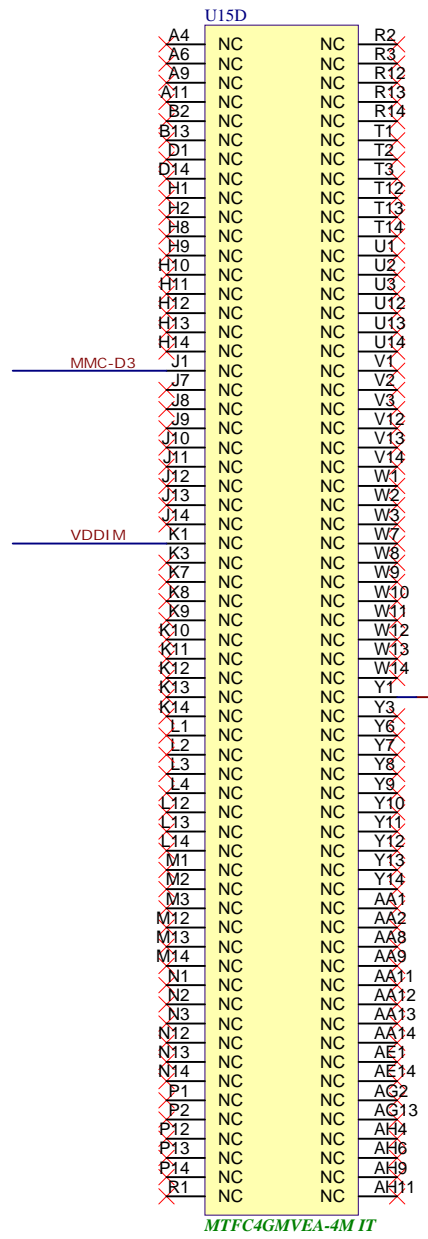 U15D
A4 NC NC R2
A6 NC NC R3
A9 NC NC R12
A11 NC NC R13
B2 NC NC R14
B13 NC NC T1
D1 NC NC T2
D14 NC NC T3
H1 NC NC T12
H2 NC NC T13
H8 NC NC T14
H9 NC NC U1
H10 NC NC U2
H11 NC NC U3
H12 NC NC U12
H13 NC NC U13
H14 NC NC U14
MMC-D3 J1 NC NC V1
J7 NC NC V2
J8 NC NC V3
J9 NC NC V12
J10 NC NC V13
J11 NC NC V14
J12 NC NC W1
J13 NC NC W2
J14 NC NC W3
VDDIM K1 NC NC W7
K3 NC NC W8
K7 NC NC W9
K8 NC NC W10
K9 NC NC W11
K10 NC NC W12
K11 NC NC W13
K12 NC NC W14
K13 NC NC Y1
K14 NC NC Y3
L1 NC NC Y6
L2 NC NC Y7
L3 NC NC Y8
L4 NC NC Y9
L12 NC NC Y10
L13 NC NC Y11
L14 NC NC Y12
M1 NC NC Y13
M2 NC NC Y14
M3 NC NC AA1
M12 NC NC AA2
M13 NC NC AA8
M14 NC NC AA9
N1 NC NC AA11
N2 NC NC AA12
N3 NC NC AA13
N12 NC NC AA14
N13 NC NC AE1
N14 NC NC AE14
P1 NC NC AG2
P2 NC NC AG13
P12 NC NC AH4
P13 NC NC AH6
P14 NC NC AH9
R1 NC NC AH11
MTFC4GMVEA-4M IT